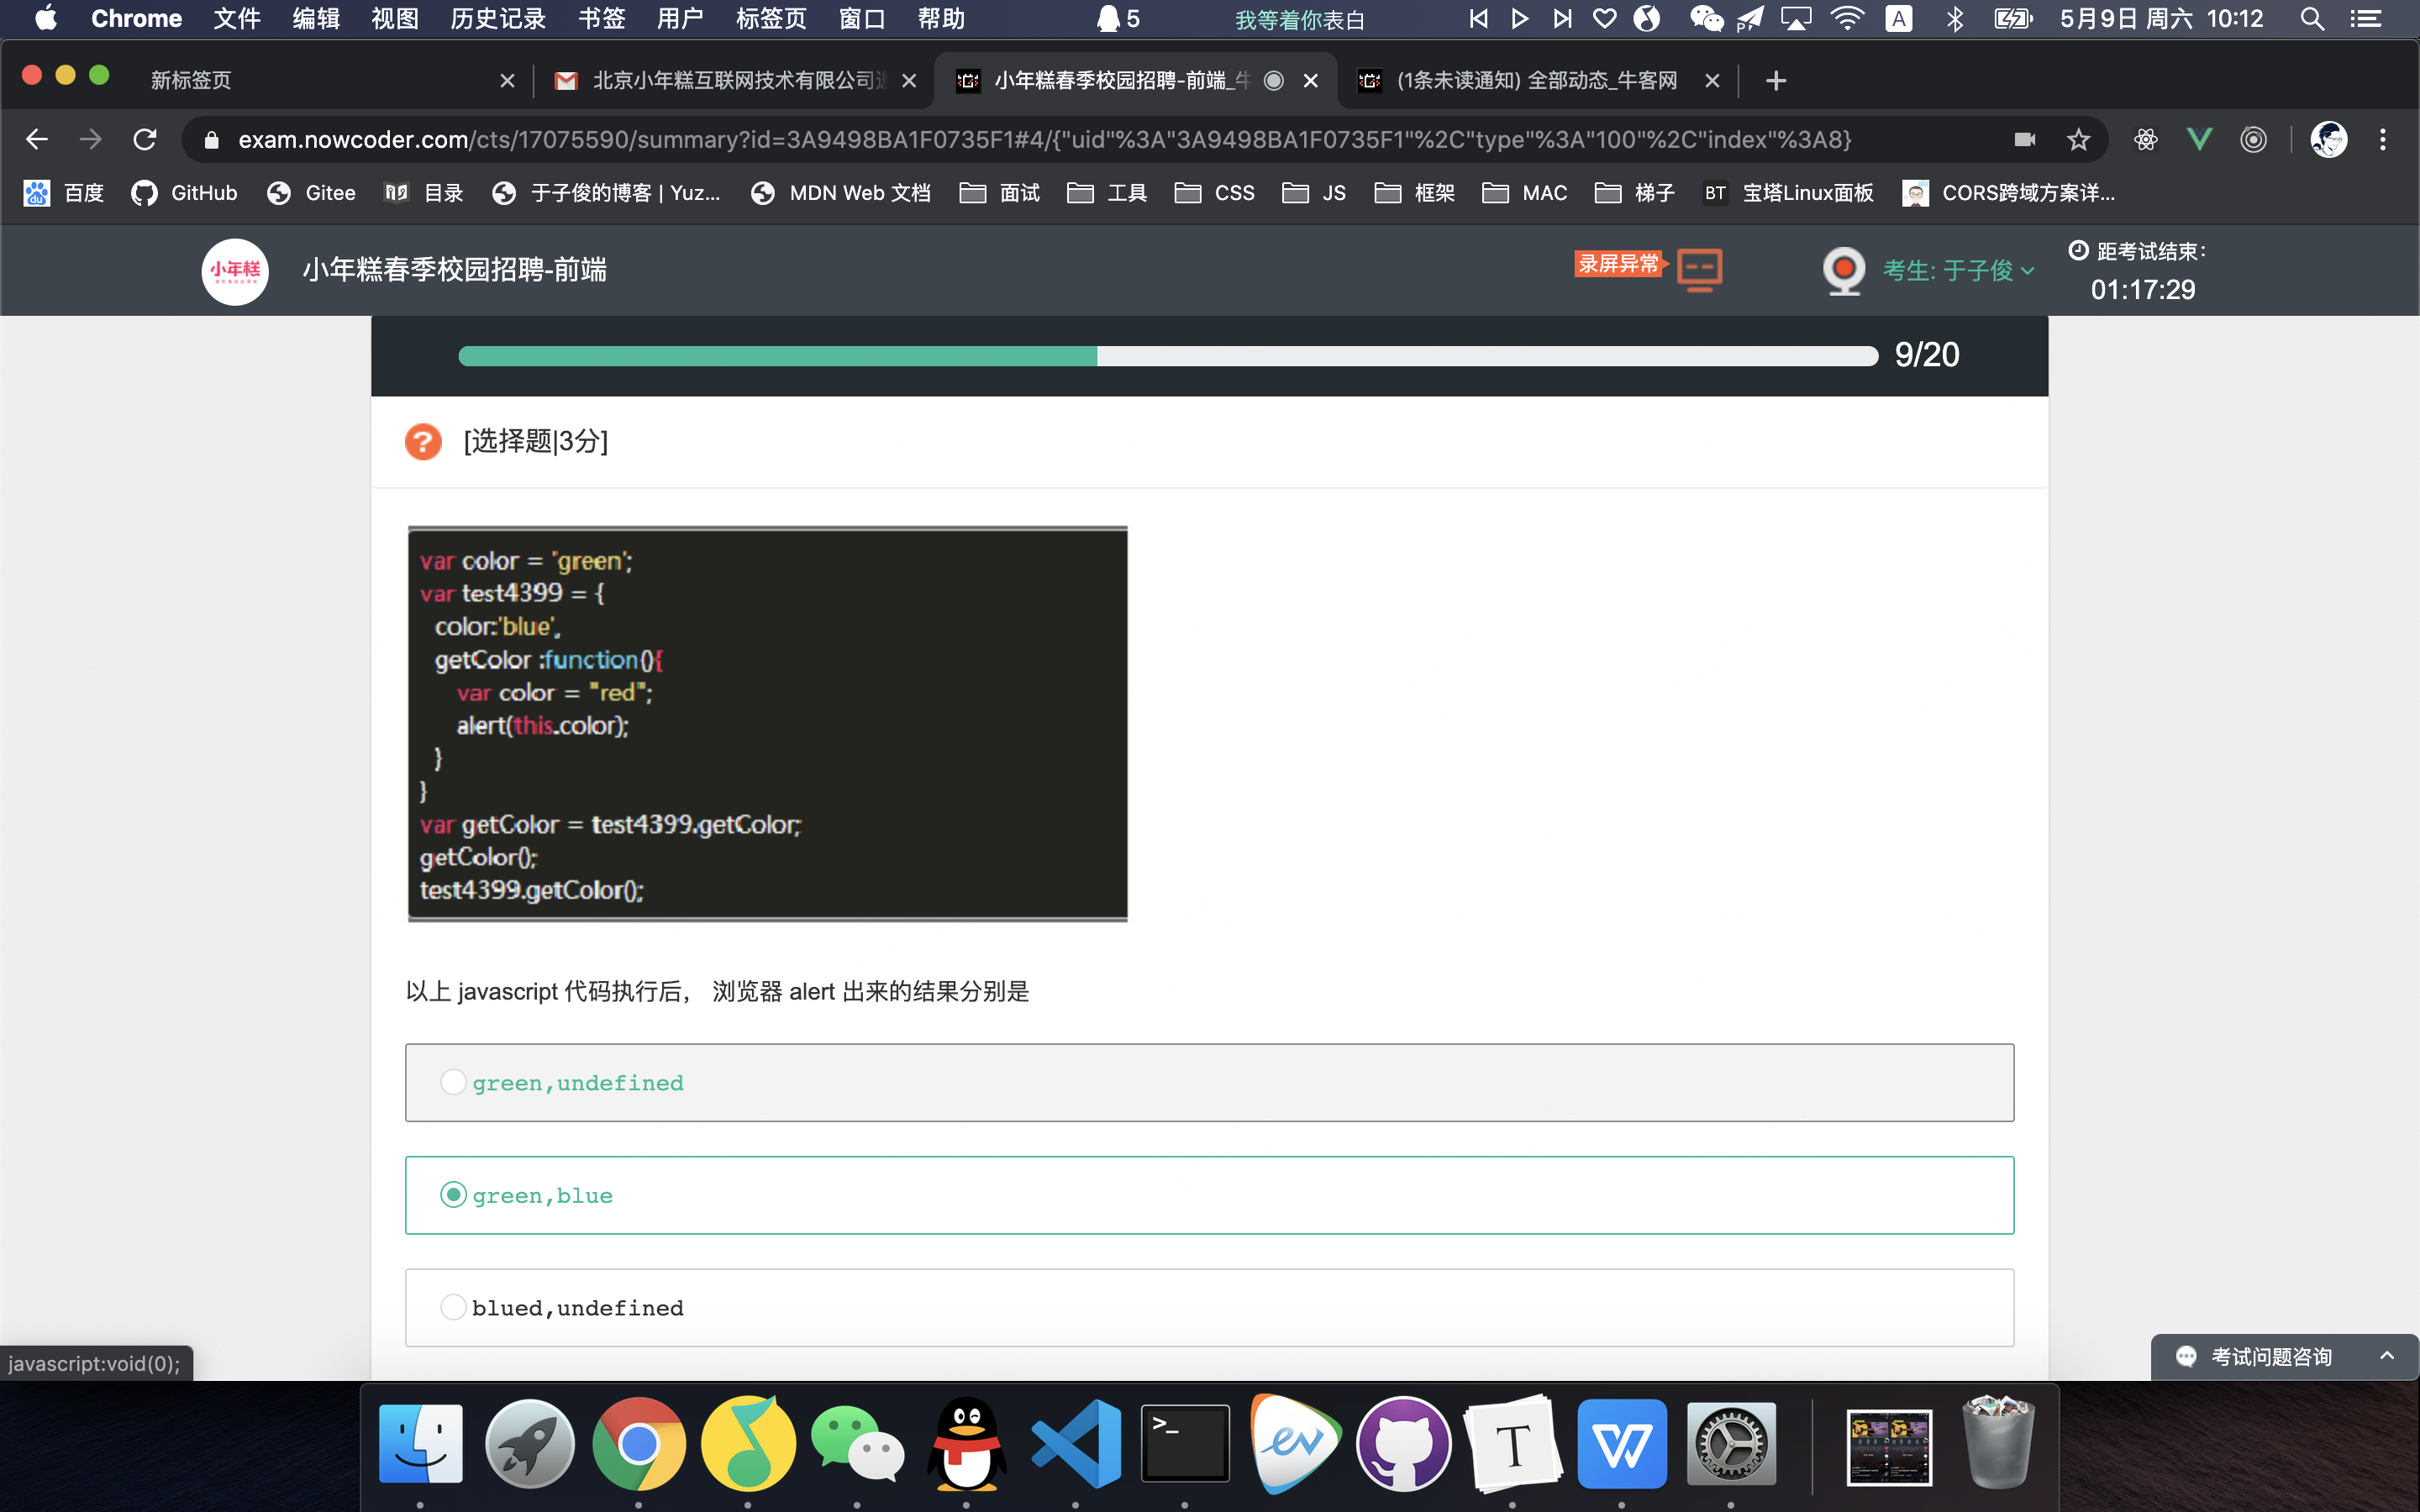 Chrome 文件 编辑 视图 历史记录 书签 用户 标签页 窗口 帮助 5 我等着你表白 A 5月9日 周六 10:12
新标签页 北京小年糕互联网技术有限公司 小年糕春季校园招聘-前端_牛 (1条未读通知) 全部动态_牛客网
exam.nowcoder.com/cts/17075590/summary?id=3A9498BA1F0735F1#4/{"uid"%3A"3A9498BA1F0735F1"%2C"type"%3A"100"%2C"index"%3A8}
百度 GitHub Gitee 目录 于子俊的博客 | Yuz... MDN Web 文档 面试 工具 CSS JS 框架 MAC 梯子 BT 宝塔Linux面板 CORS跨域方案详...
小年糕 小年糕春季校园招聘-前端 录屏异常 考生: 于子俊 距考试结束:
01:17:29
9/20
[选择题|3分]
var color = 'green';
var test4399 = {
color:'blue',
getColor :function(){
var color = "red";
alert(this.color);
}
}
var getColor = test4399.getColor;
getColor();
test4399.getColor();
以上 javascript 代码执行后， 浏览器 alert 出来的结果分别是
green,undefined
green,blue
blued,undefined
javascript:void(0);
考试问题咨询